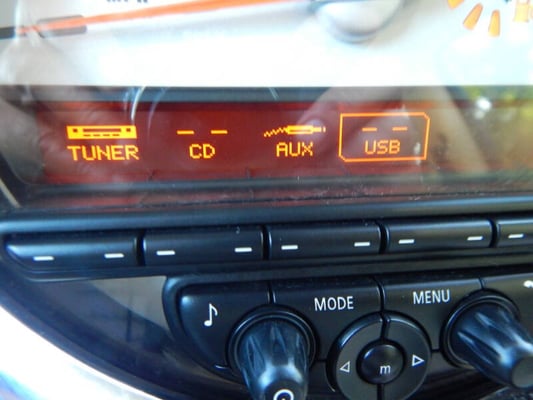 TUNER CD AUX USB
MODE MENU
m